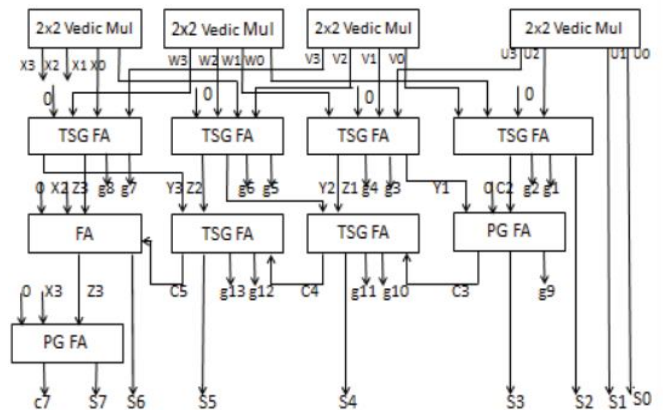 2x2 Vedic Mul 2x2 Vedic Mul 2x2 Vedic Mul 2x2 Vedic Mul
X3 X2 X1 X0 W3 W2 W1 W0 V3 V2 V1 V0 U3 U2 U1 U0
0 0 0 0
TSG FA TSG FA TSG FA TSG FA
0 X2 Z3 g8 g7 Y3 Z2 g6 g5 Y2 Z1 g4 g3 Y1 0 C2 g2 g1
FA TSG FA TSG FA PG FA
0 X3 Z3 C5 g13 g12 C4 g11 g10 C3 g9
PG FA
c7 S7 S6 S5 S4 S3 S2 S1 S0